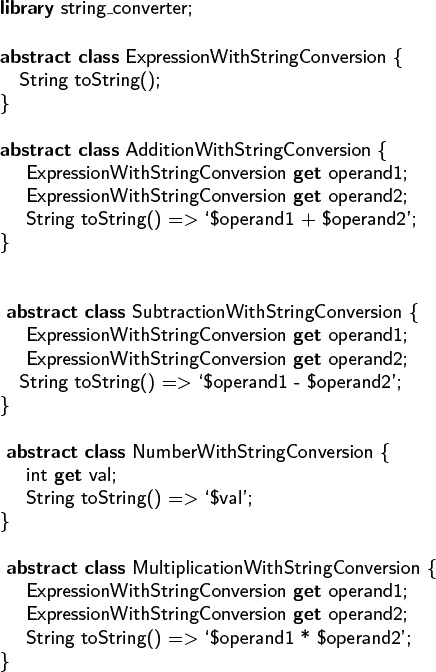 library string_converter;
abstract class ExpressionWithStringConversion {
String toString();
}
abstract class AdditionWithStringConversion {
ExpressionWithStringConversion get operand1;
ExpressionWithStringConversion get operand2;
String toString() => ‘$operand1 + $operand2’;
}
abstract class SubtractionWithStringConversion {
ExpressionWithStringConversion get operand1;
ExpressionWithStringConversion get operand2;
String toString() => ‘$operand1 - $operand2’;
}
abstract class NumberWithStringConversion {
int get val;
String toString() => ‘$val’;
}
abstract class MultiplicationWithStringConversion {
ExpressionWithStringConversion get operand1;
ExpressionWithStringConversion get operand2;
String toString() => ‘$operand1 * $operand2’;
}